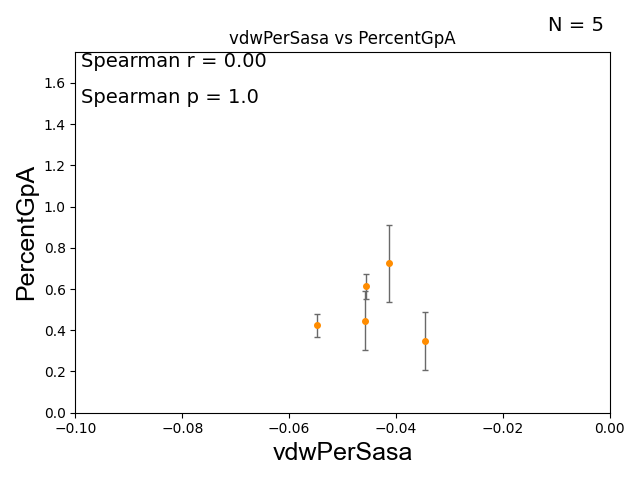 N = 5
vdwPerSasa vs PercentGpA
Spearman r = 0.00
Spearman p = 1.0
PercentGpA
1.6
1.4
1.2
1.0
0.8
0.6
0.4
0.2
0.0
−0.10 −0.08 −0.06 −0.04 −0.02 0.00
vdwPerSasa